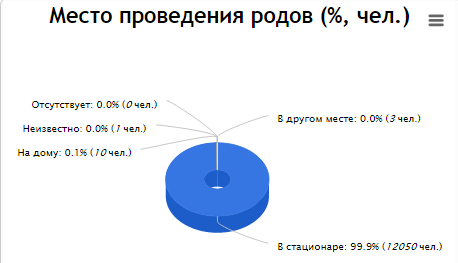 Место проведения родов (%, чел.)
Отсутствует: 0.0% (0 чел.)
В другом месте: 0.0% (3 чел.)
Неизвестно: 0.0% (1 чел.)
На дому: 0.1% (10 чел.)
В стационаре: 99.9% (12050 чел.)